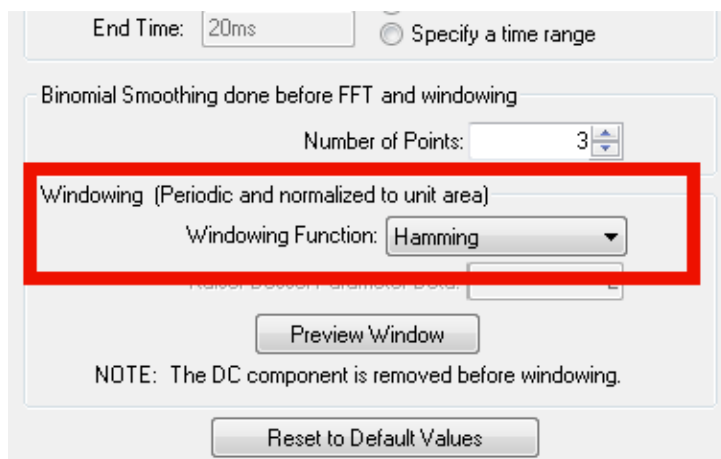 End Time: 20ms
Specify a time range
Binomial Smoothing done before FFT and windowing
Number of Points: 3
Windowing (Periodic and normalized to unit area)
Windowing Function: Hamming
Preview Window
NOTE: The DC component is removed before windowing.
Reset to Default Values